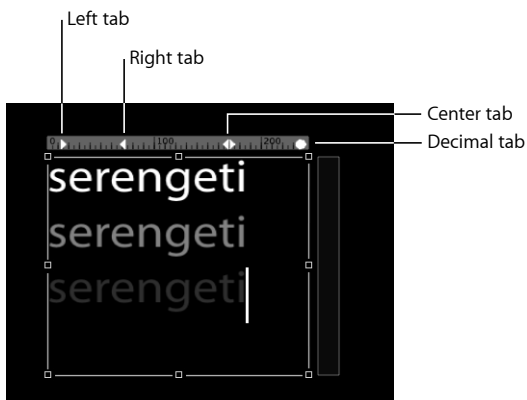 Left tab
Right tab
Center tab
Decimal tab
0 100 200
serengeti
serengeti
serengeti